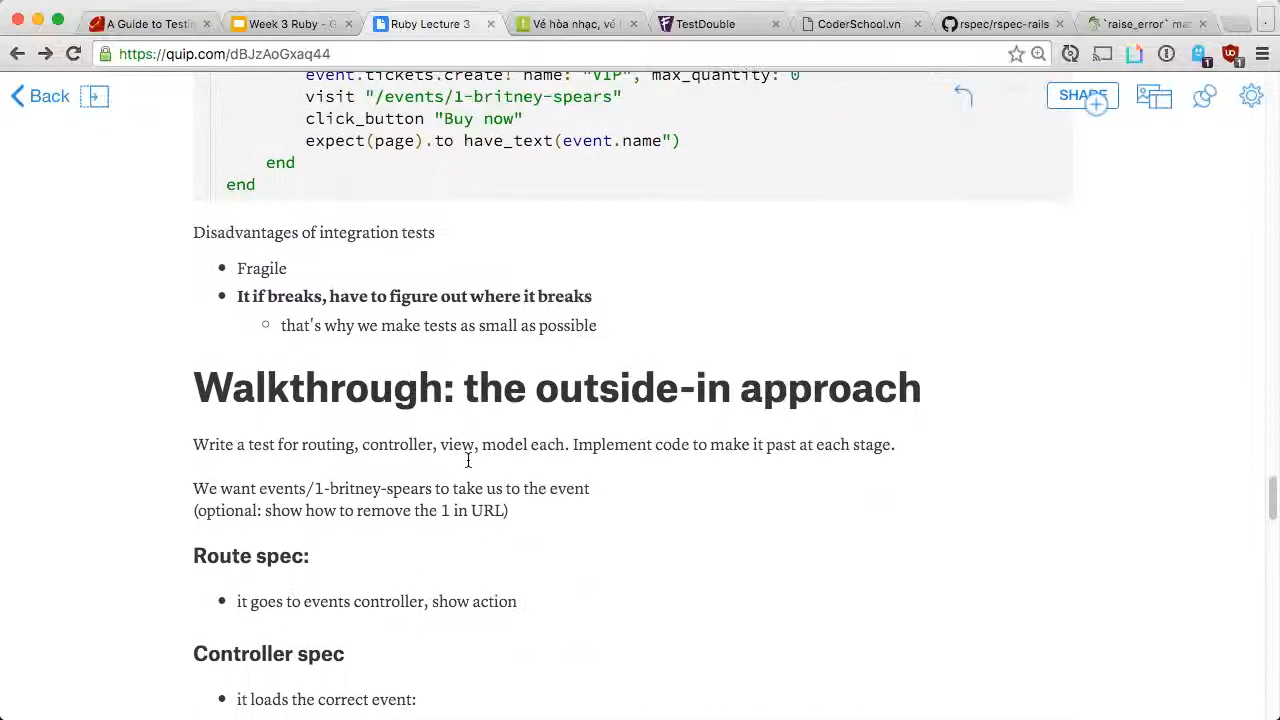 A Guide to Testin
Week 3 Ruby - G
Ruby Lecture 3
Vé hòa nhạc, vé l
TestDouble
CoderSchool.vn
rspec/rspec-rails
`raise_error` mat
https://quip.com/dBJzAoGxaq44
event.tickets.create! name: "VIP", max_quantity: 0
Back
SHARE
visit "/events/1-britney-spears"
click_button "Buy now"
expect(page).to have_text(event.name")
end
end
Disadvantages of integration tests
Fragile
It if breaks, have to figure out where it breaks
that's why we make tests as small as possible
Walkthrough: the outside-in approach
Write a test for routing, controller, view, model each. Implement code to make it past at each stage.
We want events/1-britney-spears to take us to the event
(optional: show how to remove the 1 in URL)
Route spec:
it goes to events controller, show action
Controller spec
it loads the correct event: